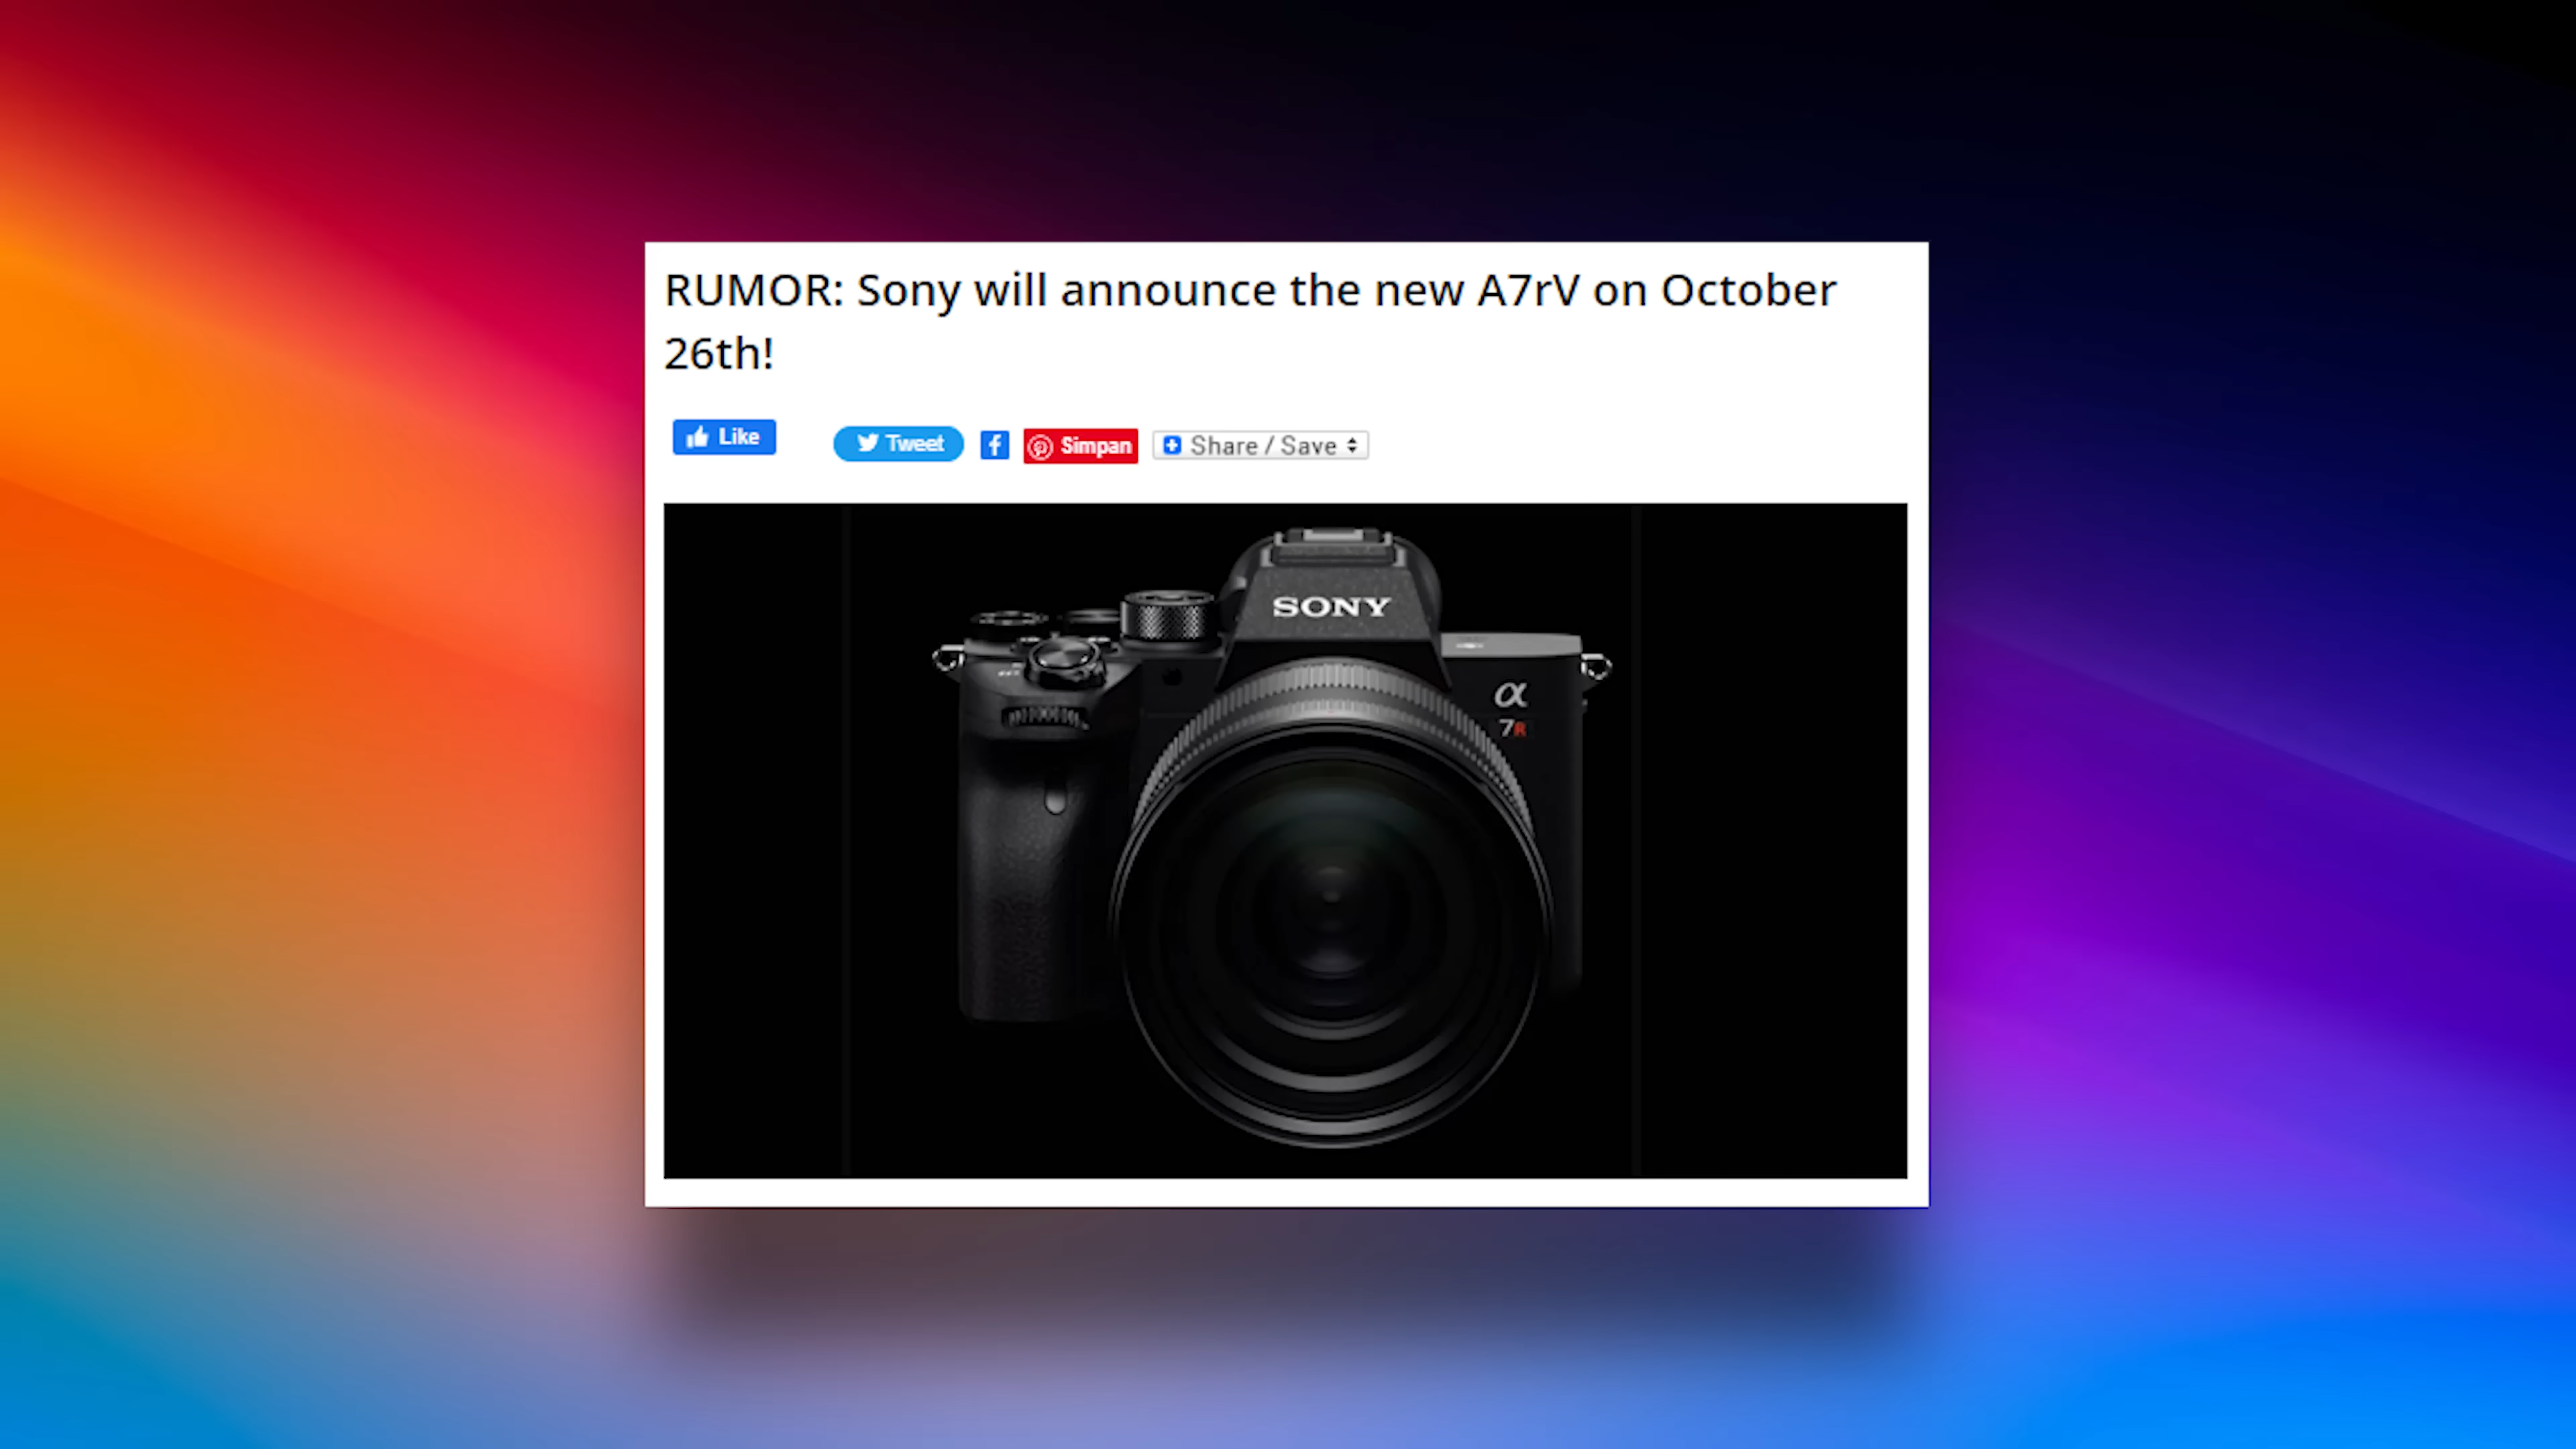 RUMOR: Sony will announce the new A7rV on October
26th!
Like
Tweet
f
Simpan
Share / Save
SONY
α
7R